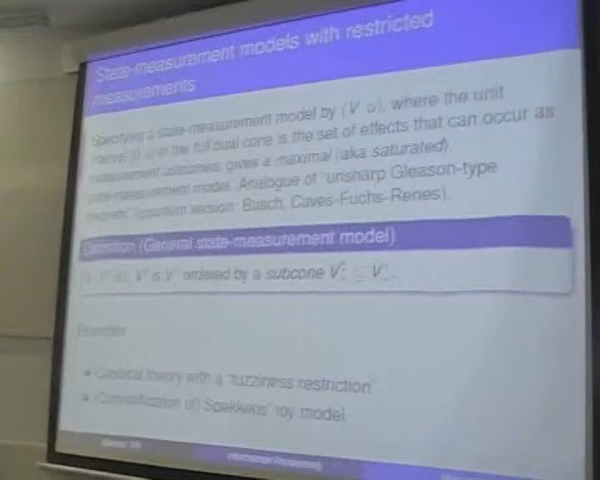 State-measurement models with restricted
measurements
Specifying a state-measurement model by (V, u), where the unit
in the full dual cone is the set of effects that can occur as
measurement outcomes, gives a maximal (aka saturated)
state-measurement model. Analogue of "unsharp Gleason-type
theorem" (quantum version: Busch, Caves-Fuchs-Renes).
Definition (General state-measurement model)
ordered by a subcone
Examples
Classical theory with a "fuzziness restriction"
(Convexification of) Spekkens' toy model